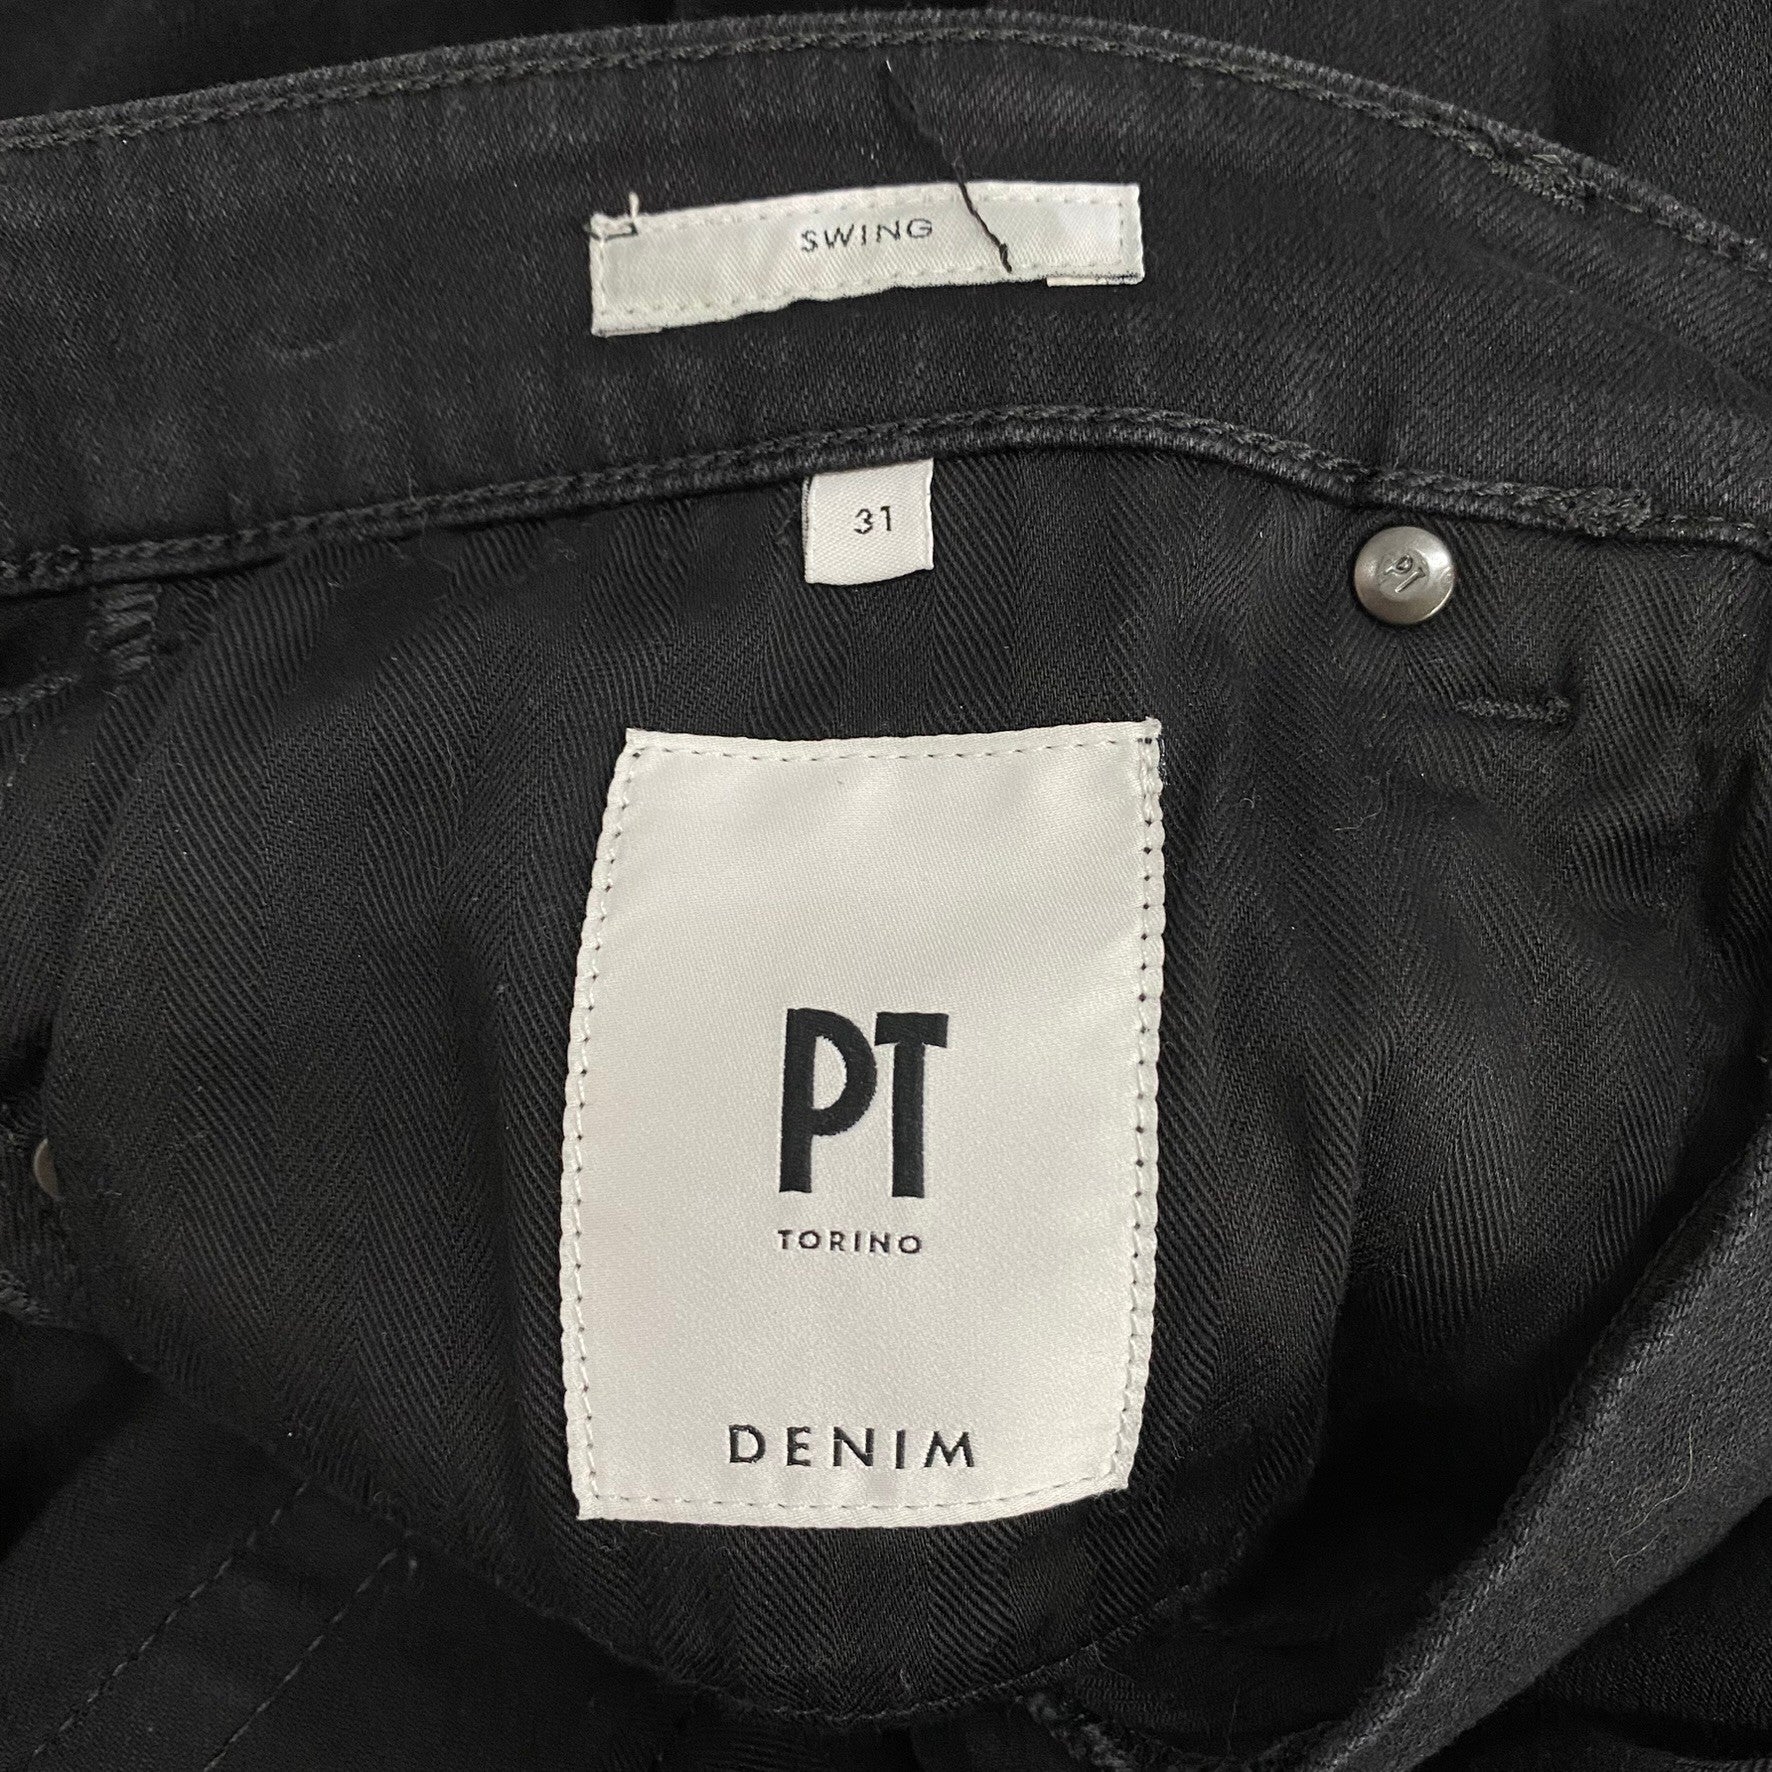 SWING
31
PT
PT
TORINO
DENIM